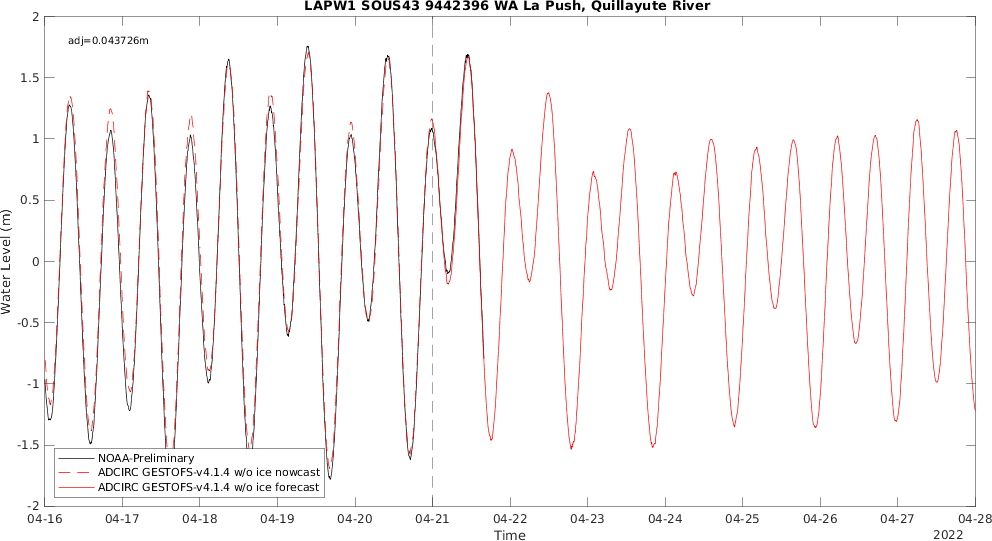 LAPW1 SOUS43 9442396 WA La Push, Quillayute River
adj=0.043726m
Water Level (m)
2
1.5
1
0.5
0
-0.5
-1
-1.5
-2
NOAA-Preliminary
ADCIRC GESTOFS-v4.1.4 w/o ice nowcast
ADCIRC GESTOFS-v4.1.4 w/o ice forecast
04-16 04-17 04-18 04-19 04-20 04-21 04-22 04-23 04-24 04-25 04-26 04-27 04-28
Time
2022